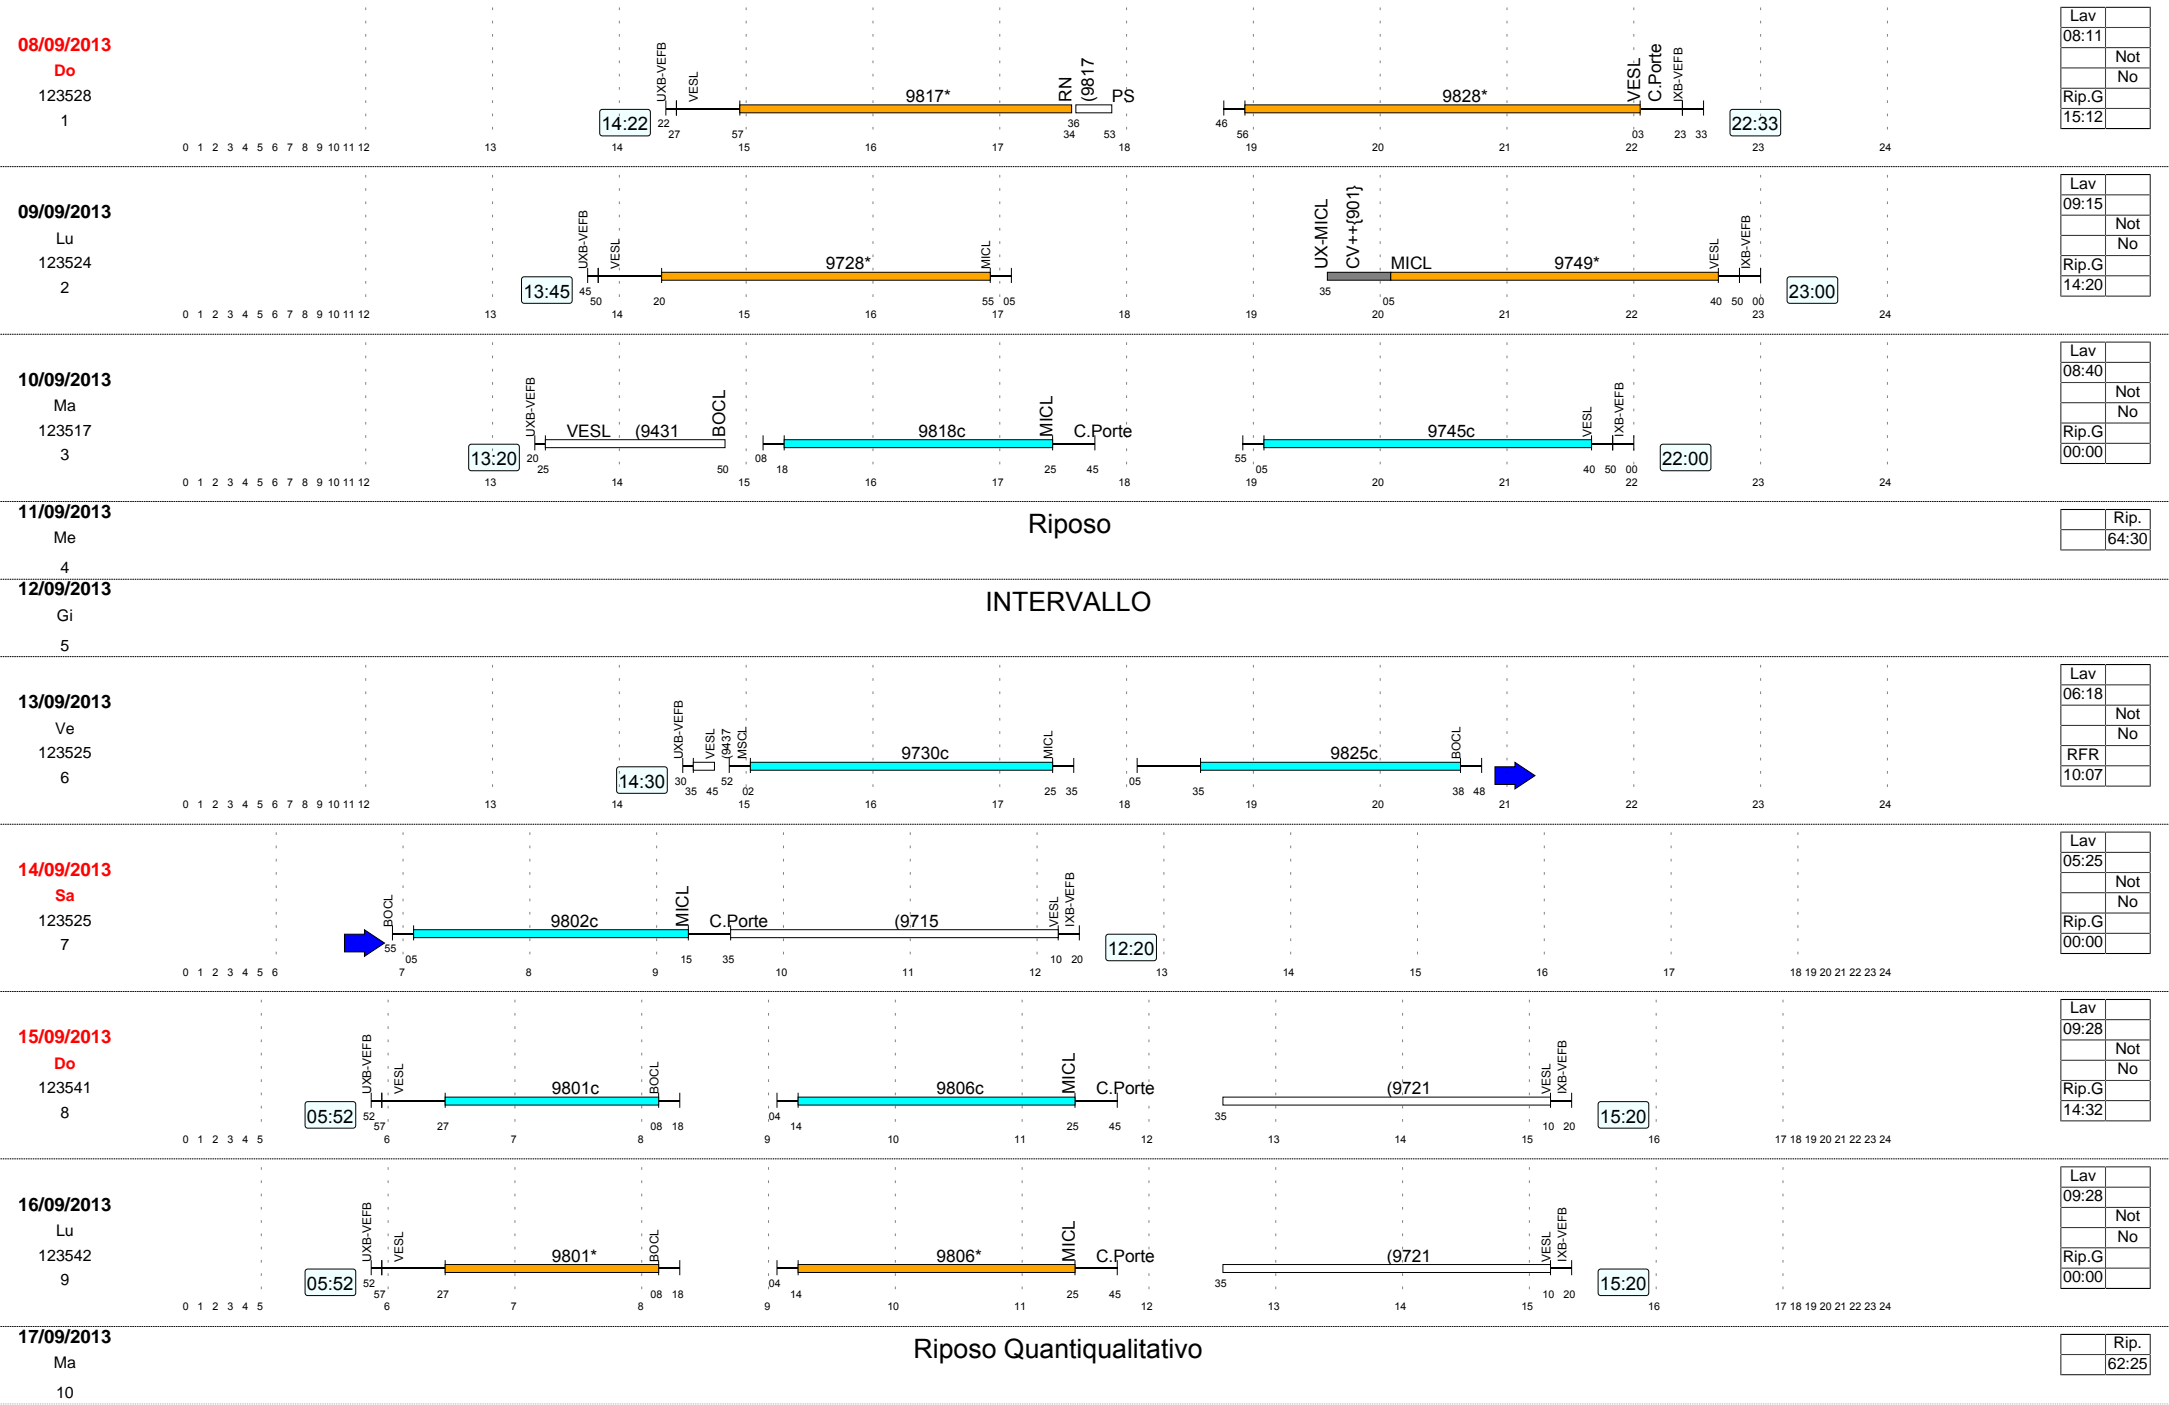 08/09/2013
Do
123528
1
14:22
UXB-VEFB
VESL
9817*
RN
(9817
PS
9828*
VESL
C.Porte
IXB-VEFB
22:33
22 27 57 36 34 53 46 56 03 23 33
0 1 2 3 4 5 6 7 8 9 10 11 12 13 14 15 16 17 18 19 20 21 22 23 24
Lav
08:11
Not
No
Rip.G
15:12
09/09/2013
Lu
123524
2
13:45
UXB-VEFB
VESL
9728*
MICL
UX-MICL
CV++{901}
MICL
9749*
VESL
IXB-VEFB
23:00
45 50 20 55 05 35 05 40 50 00
0 1 2 3 4 5 6 7 8 9 10 11 12 13 14 15 16 17 18 19 20 21 22 23 24
Lav
09:15
Not
No
Rip.G
14:20
10/09/2013
Ma
123517
3
13:20
UXB-VEFB
VESL
(9431
BOCL
9818c
MICL
C.Porte
9745c
VESL
IXB-VEFB
22:00
20 25 50 08 18 25 45 55 05 40 50 00
0 1 2 3 4 5 6 7 8 9 10 11 12 13 14 15 16 17 18 19 20 21 22 23 24
Lav
08:40
Not
No
Rip.G
00:00
11/09/2013
Me
4
Riposo
Rip.
64:30
12/09/2013
Gi
5
INTERVALLO
13/09/2013
Ve
123525
6
14:30
UXB-VEFB
VESL
(9437
MSCL
9730c
MICL
9825c
BOCL
30 35 45 52 02 25 35 05 35 38 48
0 1 2 3 4 5 6 7 8 9 10 11 12 13 14 15 16 17 18 19 20 21 22 23 24
Lav
06:18
Not
No
RFR
10:07
14/09/2013
Sa
123525
7
BOCL
9802c
MICL
C.Porte
(9715
VESL
IXB-VEFB
12:20
55 05 15 35 10 20
0 1 2 3 4 5 6 7 8 9 10 11 12 13 14 15 16 17 18 19 20 21 22 23 24
Lav
05:25
Not
No
Rip.G
00:00
15/09/2013
Do
123541
8
05:52
UXB-VEFB
VESL
9801c
BOCL
9806c
MICL
C.Porte
(9721
VESL
IXB-VEFB
15:20
52 57 27 08 18 04 14 25 45 35 10 20
0 1 2 3 4 5 6 7 8 9 10 11 12 13 14 15 16 17 18 19 20 21 22 23 24
Lav
09:28
Not
No
Rip.G
14:32
16/09/2013
Lu
123542
9
05:52
UXB-VEFB
VESL
9801*
BOCL
9806*
MICL
C.Porte
(9721
VESL
IXB-VEFB
15:20
52 57 27 08 18 04 14 25 45 35 10 20
0 1 2 3 4 5 6 7 8 9 10 11 12 13 14 15 16 17 18 19 20 21 22 23 24
Lav
09:28
Not
No
Rip.G
00:00
17/09/2013
Ma
10
Riposo Quantiqualitativo
Rip.
62:25